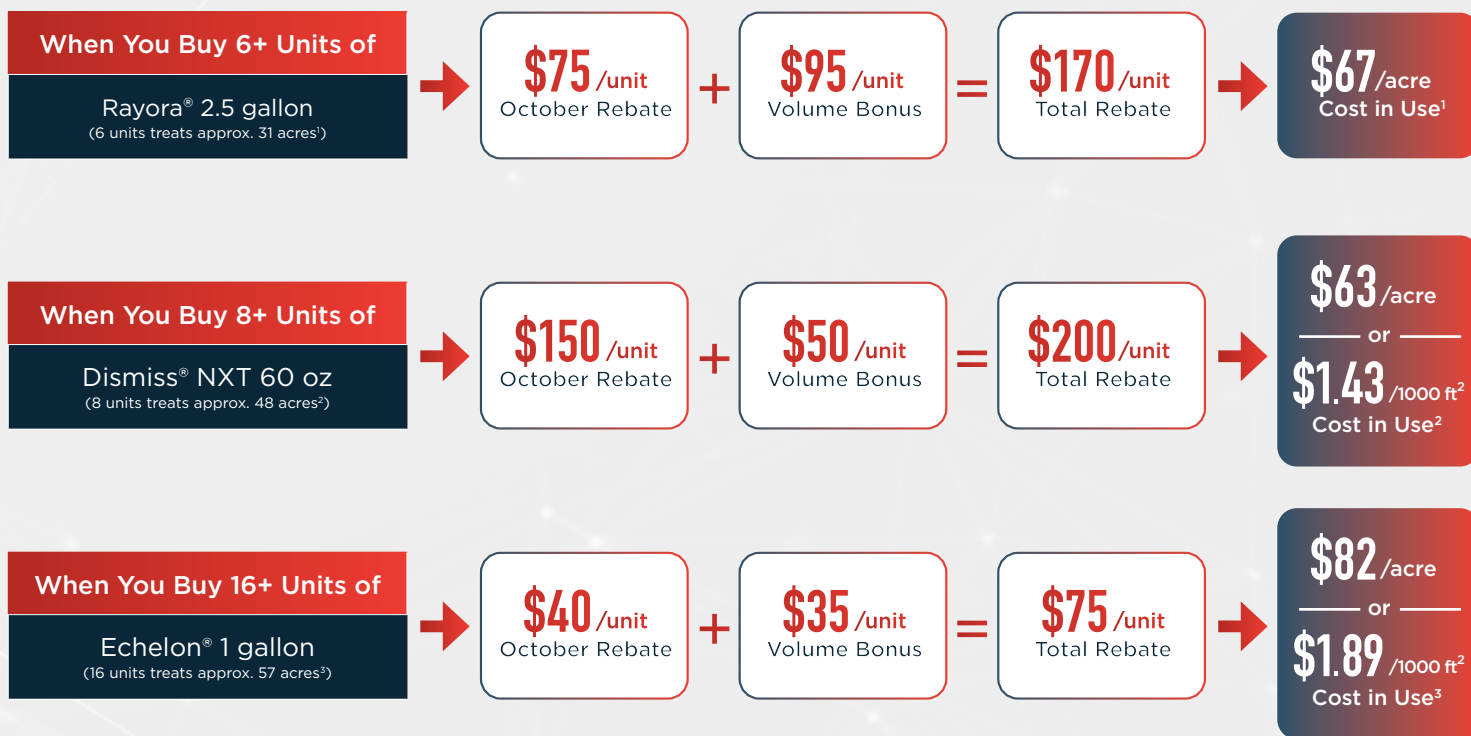 When You Buy 6+ Units of
Rayora® 2.5 gallon
(6 units treats approx. 31 acres¹)
$75 /unit
October Rebate
+
$95 /unit
Volume Bonus
=
$170 /unit
Total Rebate
$67/acre
Cost in Use¹
When You Buy 8+ Units of
Dismiss® NXT 60 oz
(8 units treats approx. 48 acres²)
$150 /unit
October Rebate
+
$50 /unit
Volume Bonus
=
$200 /unit
Total Rebate
$63 /acre
or
$1.43 /1000 ft²
Cost in Use²
When You Buy 16+ Units of
Echelon® 1 gallon
(16 units treats approx. 57 acres³)
$40 /unit
October Rebate
+
$35 /unit
Volume Bonus
=
$75 /unit
Total Rebate
$82 /acre
or
$1.89 /1000 ft²
Cost in Use³